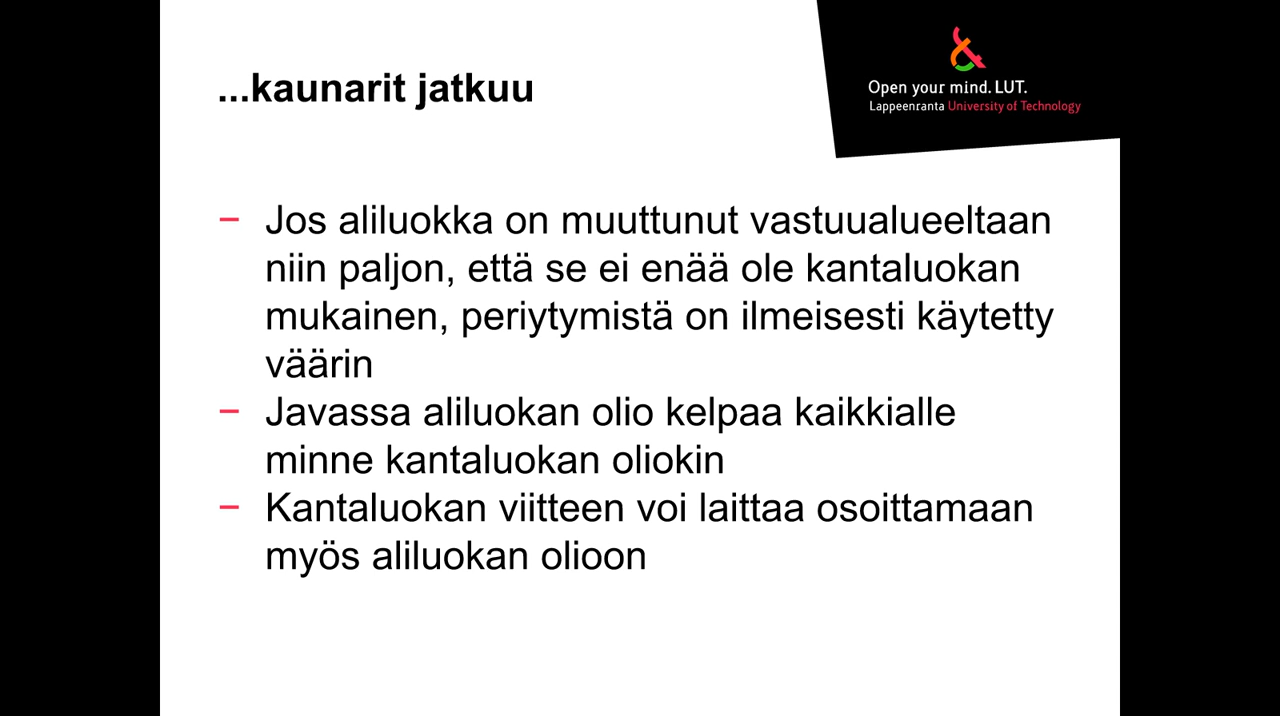 ...kaunarit jatkuu
Open your mind. LUT.
Lappeenranta University of Technology
− Jos aliluokka on muuttunut vastuualueeltaan
niin paljon, että se ei enää ole kantaluokan
mukainen, periytymistä on ilmeisesti käytetty
väärin
− Javassa aliluokan olio kelpaa kaikkialle
minne kantaluokan oliokin
− Kantaluokan viitteen voi laittaa osoittamaan
myös aliluokan olioon